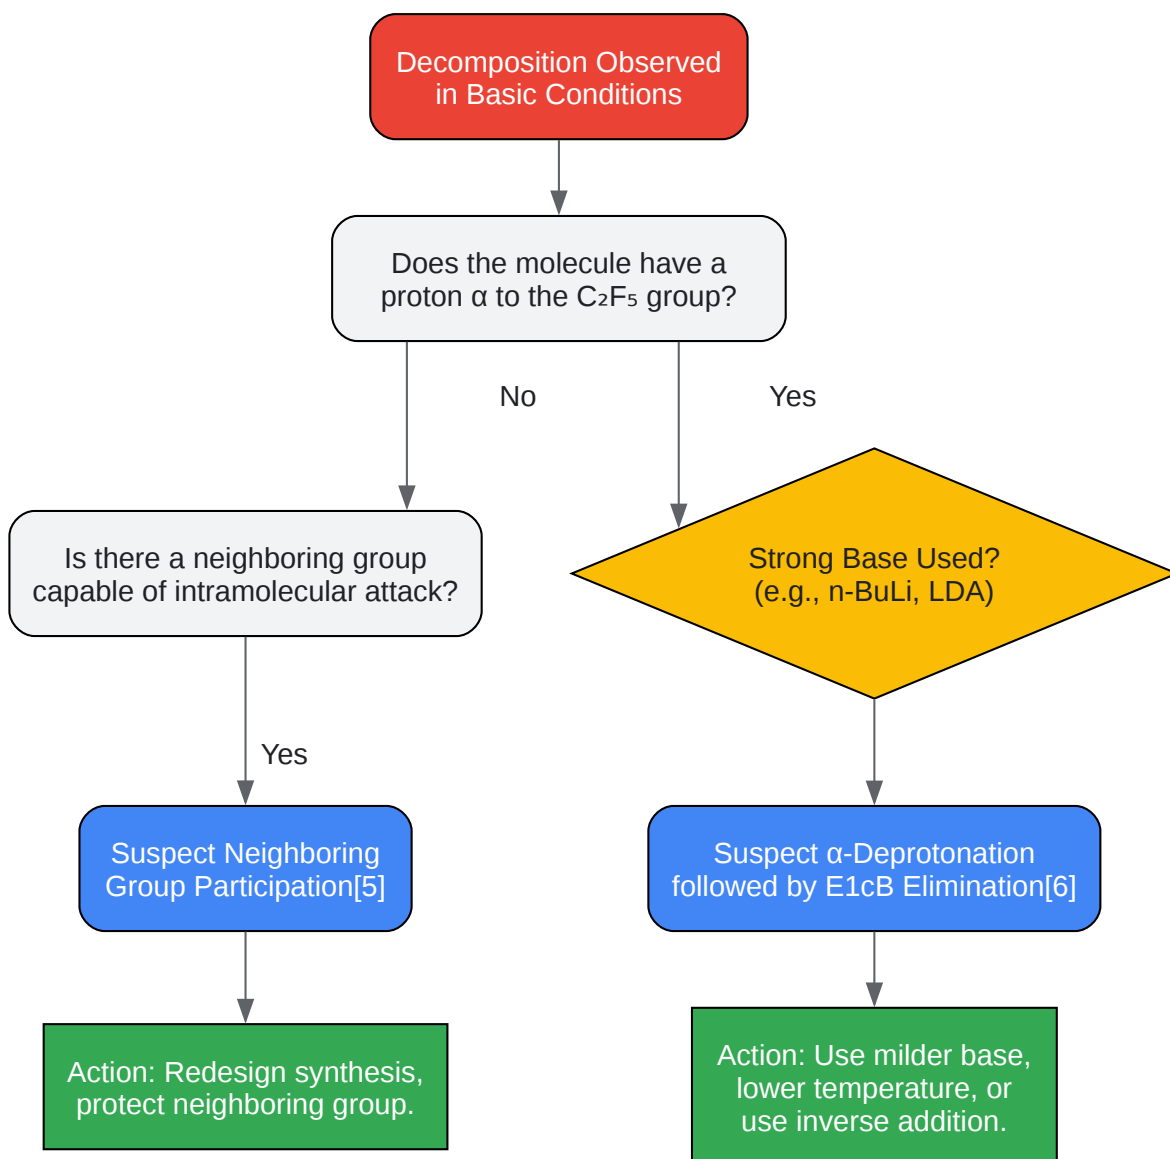 Decomposition Observed
in Basic Conditions
Does the molecule have a
proton α to the C₂F₅ group?
No
Yes
Is there a neighboring group
capable of intramolecular attack?
Strong Base Used?
(e.g., n-BuLi, LDA)
Yes
Suspect Neighboring
Group Participation[5]
Suspect α-Deprotonation
followed by E1cB Elimination[6]
Action: Redesign synthesis,
protect neighboring group.
Action: Use milder base,
lower temperature, or
use inverse addition.